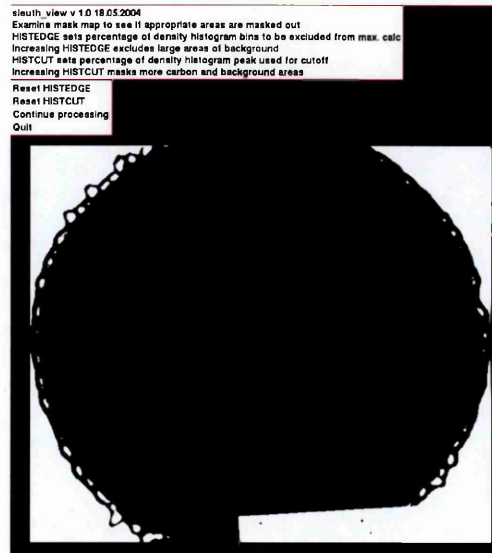 sleuth_view v 1.0 18.05.2004
Examine mask map to see if appropriate areas are masked out
HISTEDGE sets percentage of density histogram bins to be excluded from max. calc
Increasing HISTEDGE excludes large areas of background
HISTCUT sets percentage of density histogram peak used for cutoff
Increasing HISTCUT masks more carbon and background areas
Reset HISTEDGE
Reset HISTCUT
Continue processing
Quit